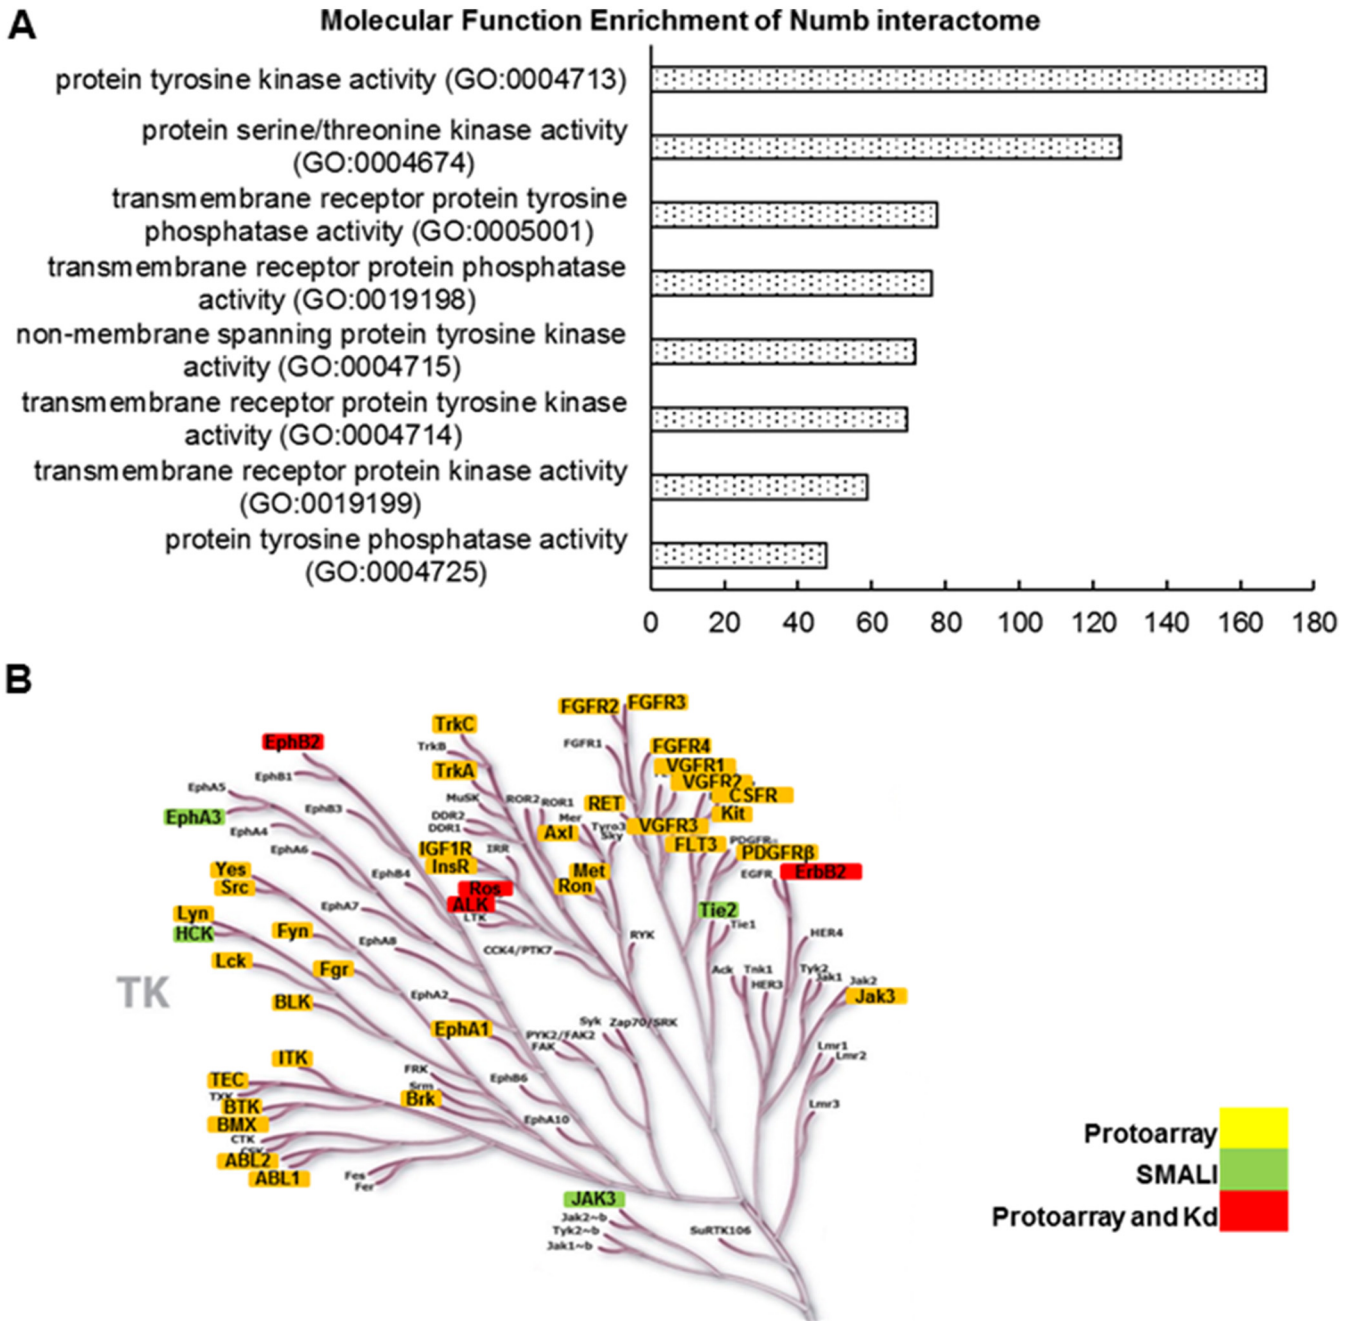 A
Molecular Function Enrichment of Numb interactome
protein tyrosine kinase activity (GO:0004713)
protein serine/threonine kinase activity
(GO:0004674)
transmembrane receptor protein tyrosine
phosphatase activity (GO:0005001)
transmembrane receptor protein phosphatase
activity (GO:0019198)
non-membrane spanning protein tyrosine kinase
activity (GO:0004715)
transmembrane receptor protein tyrosine kinase
activity (GO:0004714)
transmembrane receptor protein kinase activity
(GO:0019199)
protein tyrosine phosphatase activity
(GO:0004725)
0 20 40 60 80 100 120 140 160 180
B
FGFR2
FGFR3
TrkC
EphB2
TrkB
FGFR1
FGFR4
VGFR1
TrkA
EphB1
VGFR2
EphA5
CSFR
MuSK
ROR2
ROR1
RET
EphA3
EphB3
DDR2
Mer
Kit
DDR1
Axl
Tyro3
Sky
VGFR3
EphA4
EphA6
IGF1R
IRR
FLT3
PDGFRα
PDGFRβ
InsR
Yes
EphB4
Met
EGFR
ErbB2
Src
Ros
Ron
ALK
LTK
Lyn
EphA7
Tie2
Tie1
HCK
Fyn
EphA8
CCK4/PTK7
RYK
HER4
Lck
Fgr
Ack
Tnk1
HER3
Tyk2
Jak1
Jak2
Jak3
TK
BLK
EphA2
EphA1
PYK2/FAK2
FAK
Syk
Zap70/SRK
Lmr1
Lmr2
ITK
FRK
Srm
Brk
EphB6
TEC
TXK
BTK
BMX
EphA10
Lmr3
CTK
ABL2
ABL1
Fes
Fer
JAK3
Jak2~b
Tyk2~b
Jak1~b
SuRTK106
Protoarray
SMALI
Protoarray and Kd